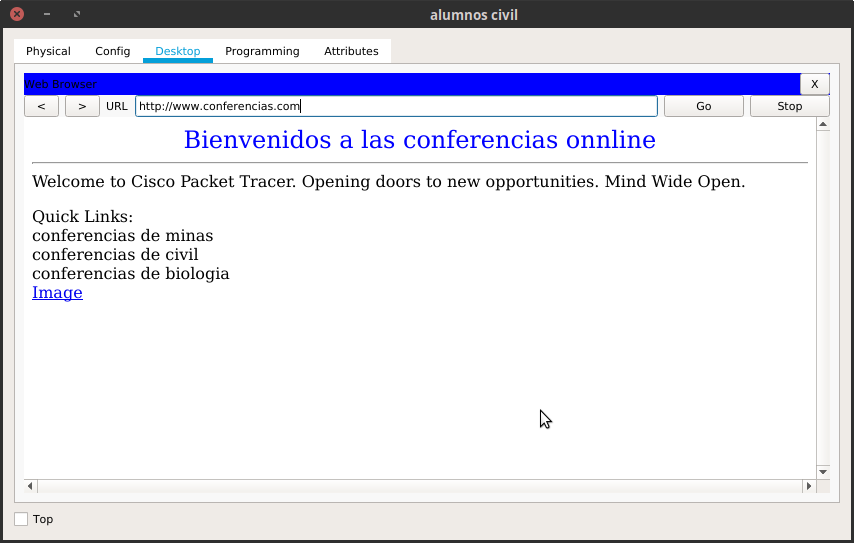 alumnos civil
Physical Config Desktop Programming Attributes
Web Browser X
< > URL http://www.conferencias.com Go Stop
Bienvenidos a las conferencias onnline
Welcome to Cisco Packet Tracer. Opening doors to new opportunities. Mind Wide Open.
Quick Links:
conferencias de minas
conferencias de civil
conferencias de biologia
Image
Top